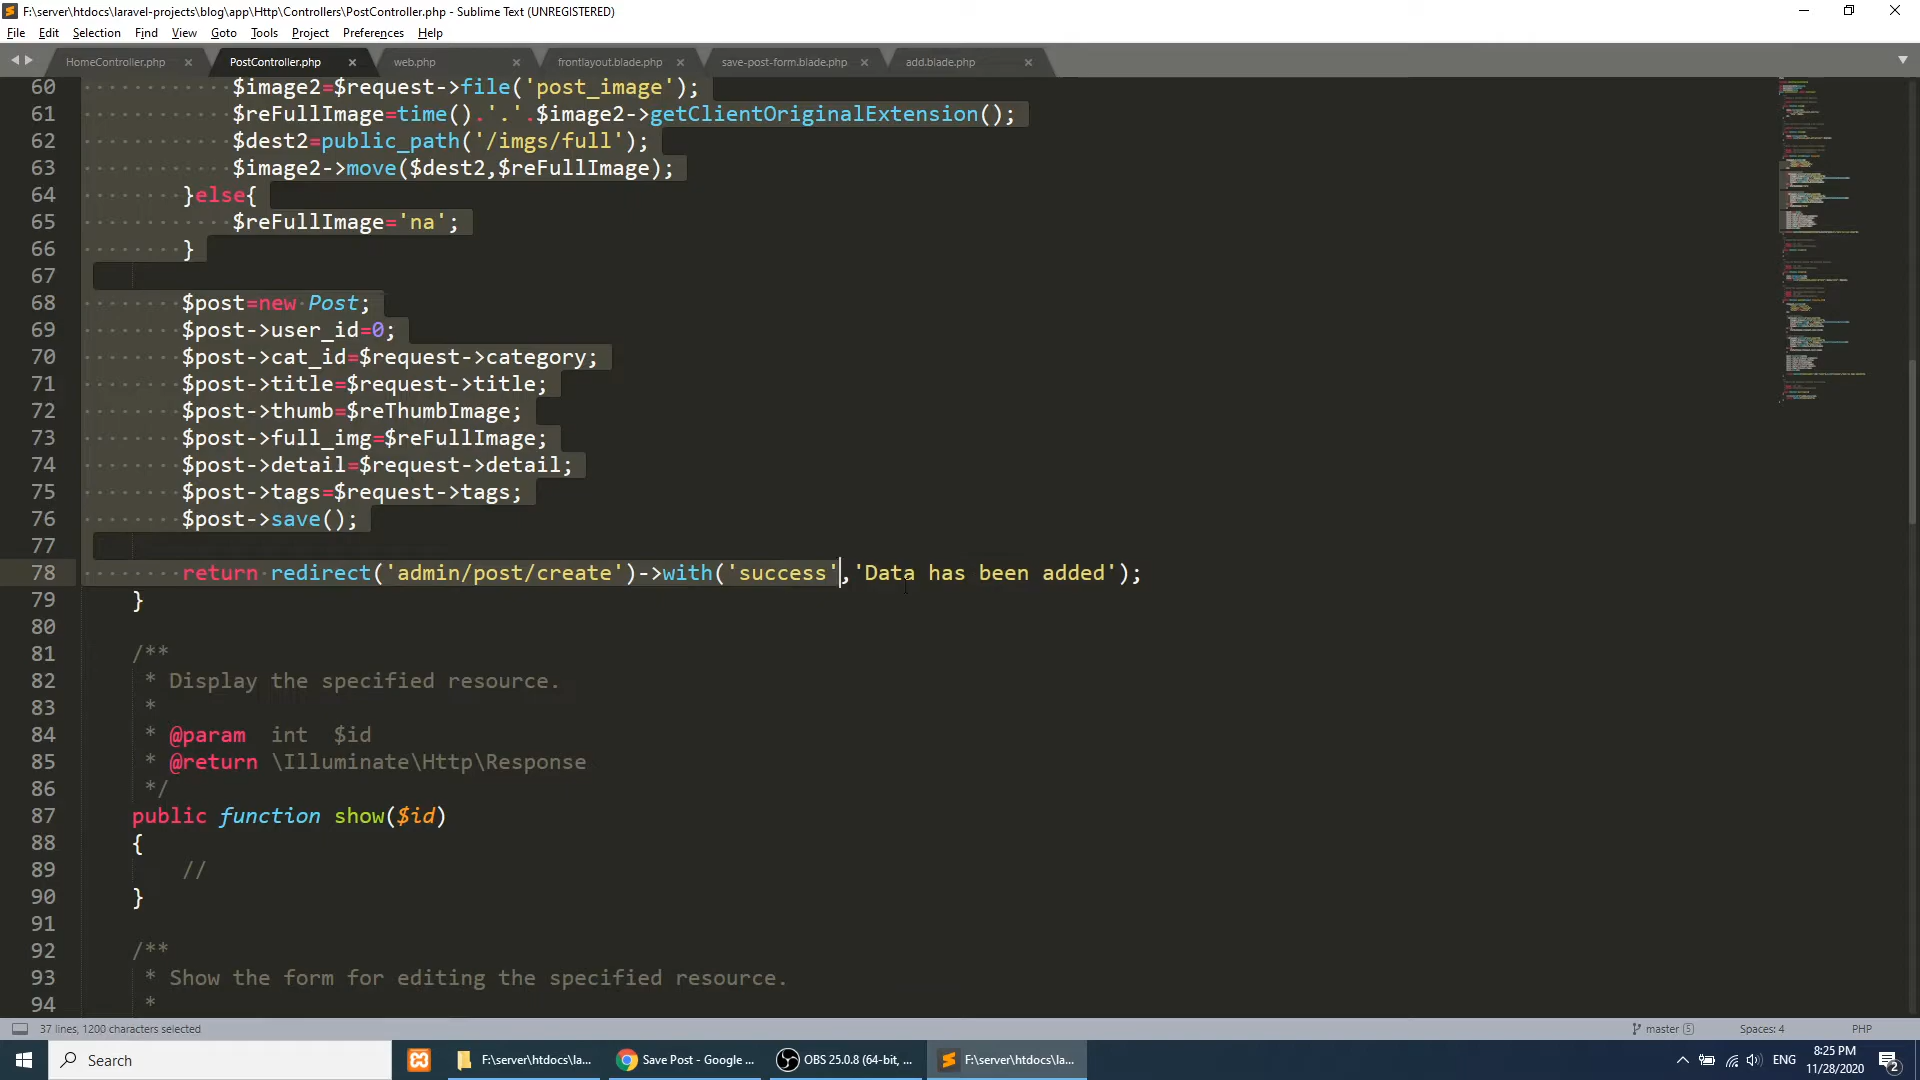 F:\server\htdocs\laravel-projects\blog\app\Http\Controllers\PostController.php - Sublime Text (UNREGISTERED)
File Edit Selection Find View Goto Tools Project Preferences Help
HomeController.php PostController.php web.php frontlayout.blade.php save-post-form.blade.php add.blade.php
60 $image2=$request->file('post_image');
61 $reFullImage=time().'.'.$image2->getClientOriginalExtension();
62 $dest2=public_path('/imgs/full');
63 $image2->move($dest2,$reFullImage);
64 }else{
65 $reFullImage='na';
66 }
67
68 $post=new Post;
69 $post->user_id=0;
70 $post->cat_id=$request->category;
71 $post->title=$request->title;
72 $post->thumb=$reThumbImage;
73 $post->full_img=$reFullImage;
74 $post->detail=$request->detail;
75 $post->tags=$request->tags;
76 $post->save();
77
78 return redirect('admin/post/create')->with('success','Data has been added');
79 }
80
81 /**
82 * Display the specified resource.
83 *
84 * @param  int  $id
85 * @return \Illuminate\Http\Response
86 */
87 public function show($id)
88 {
89 //
90 }
91
92 /**
93 * Show the form for editing the specified resource.
94 *
37 lines, 1200 characters selected master 5 Spaces: 4 PHP
Search F:\server\htdocs\la... Save Post - Google ... OBS 25.0.8 (64-bit, ... F:\server\htdocs\la... ENG 8:25 PM
11/28/2020 2